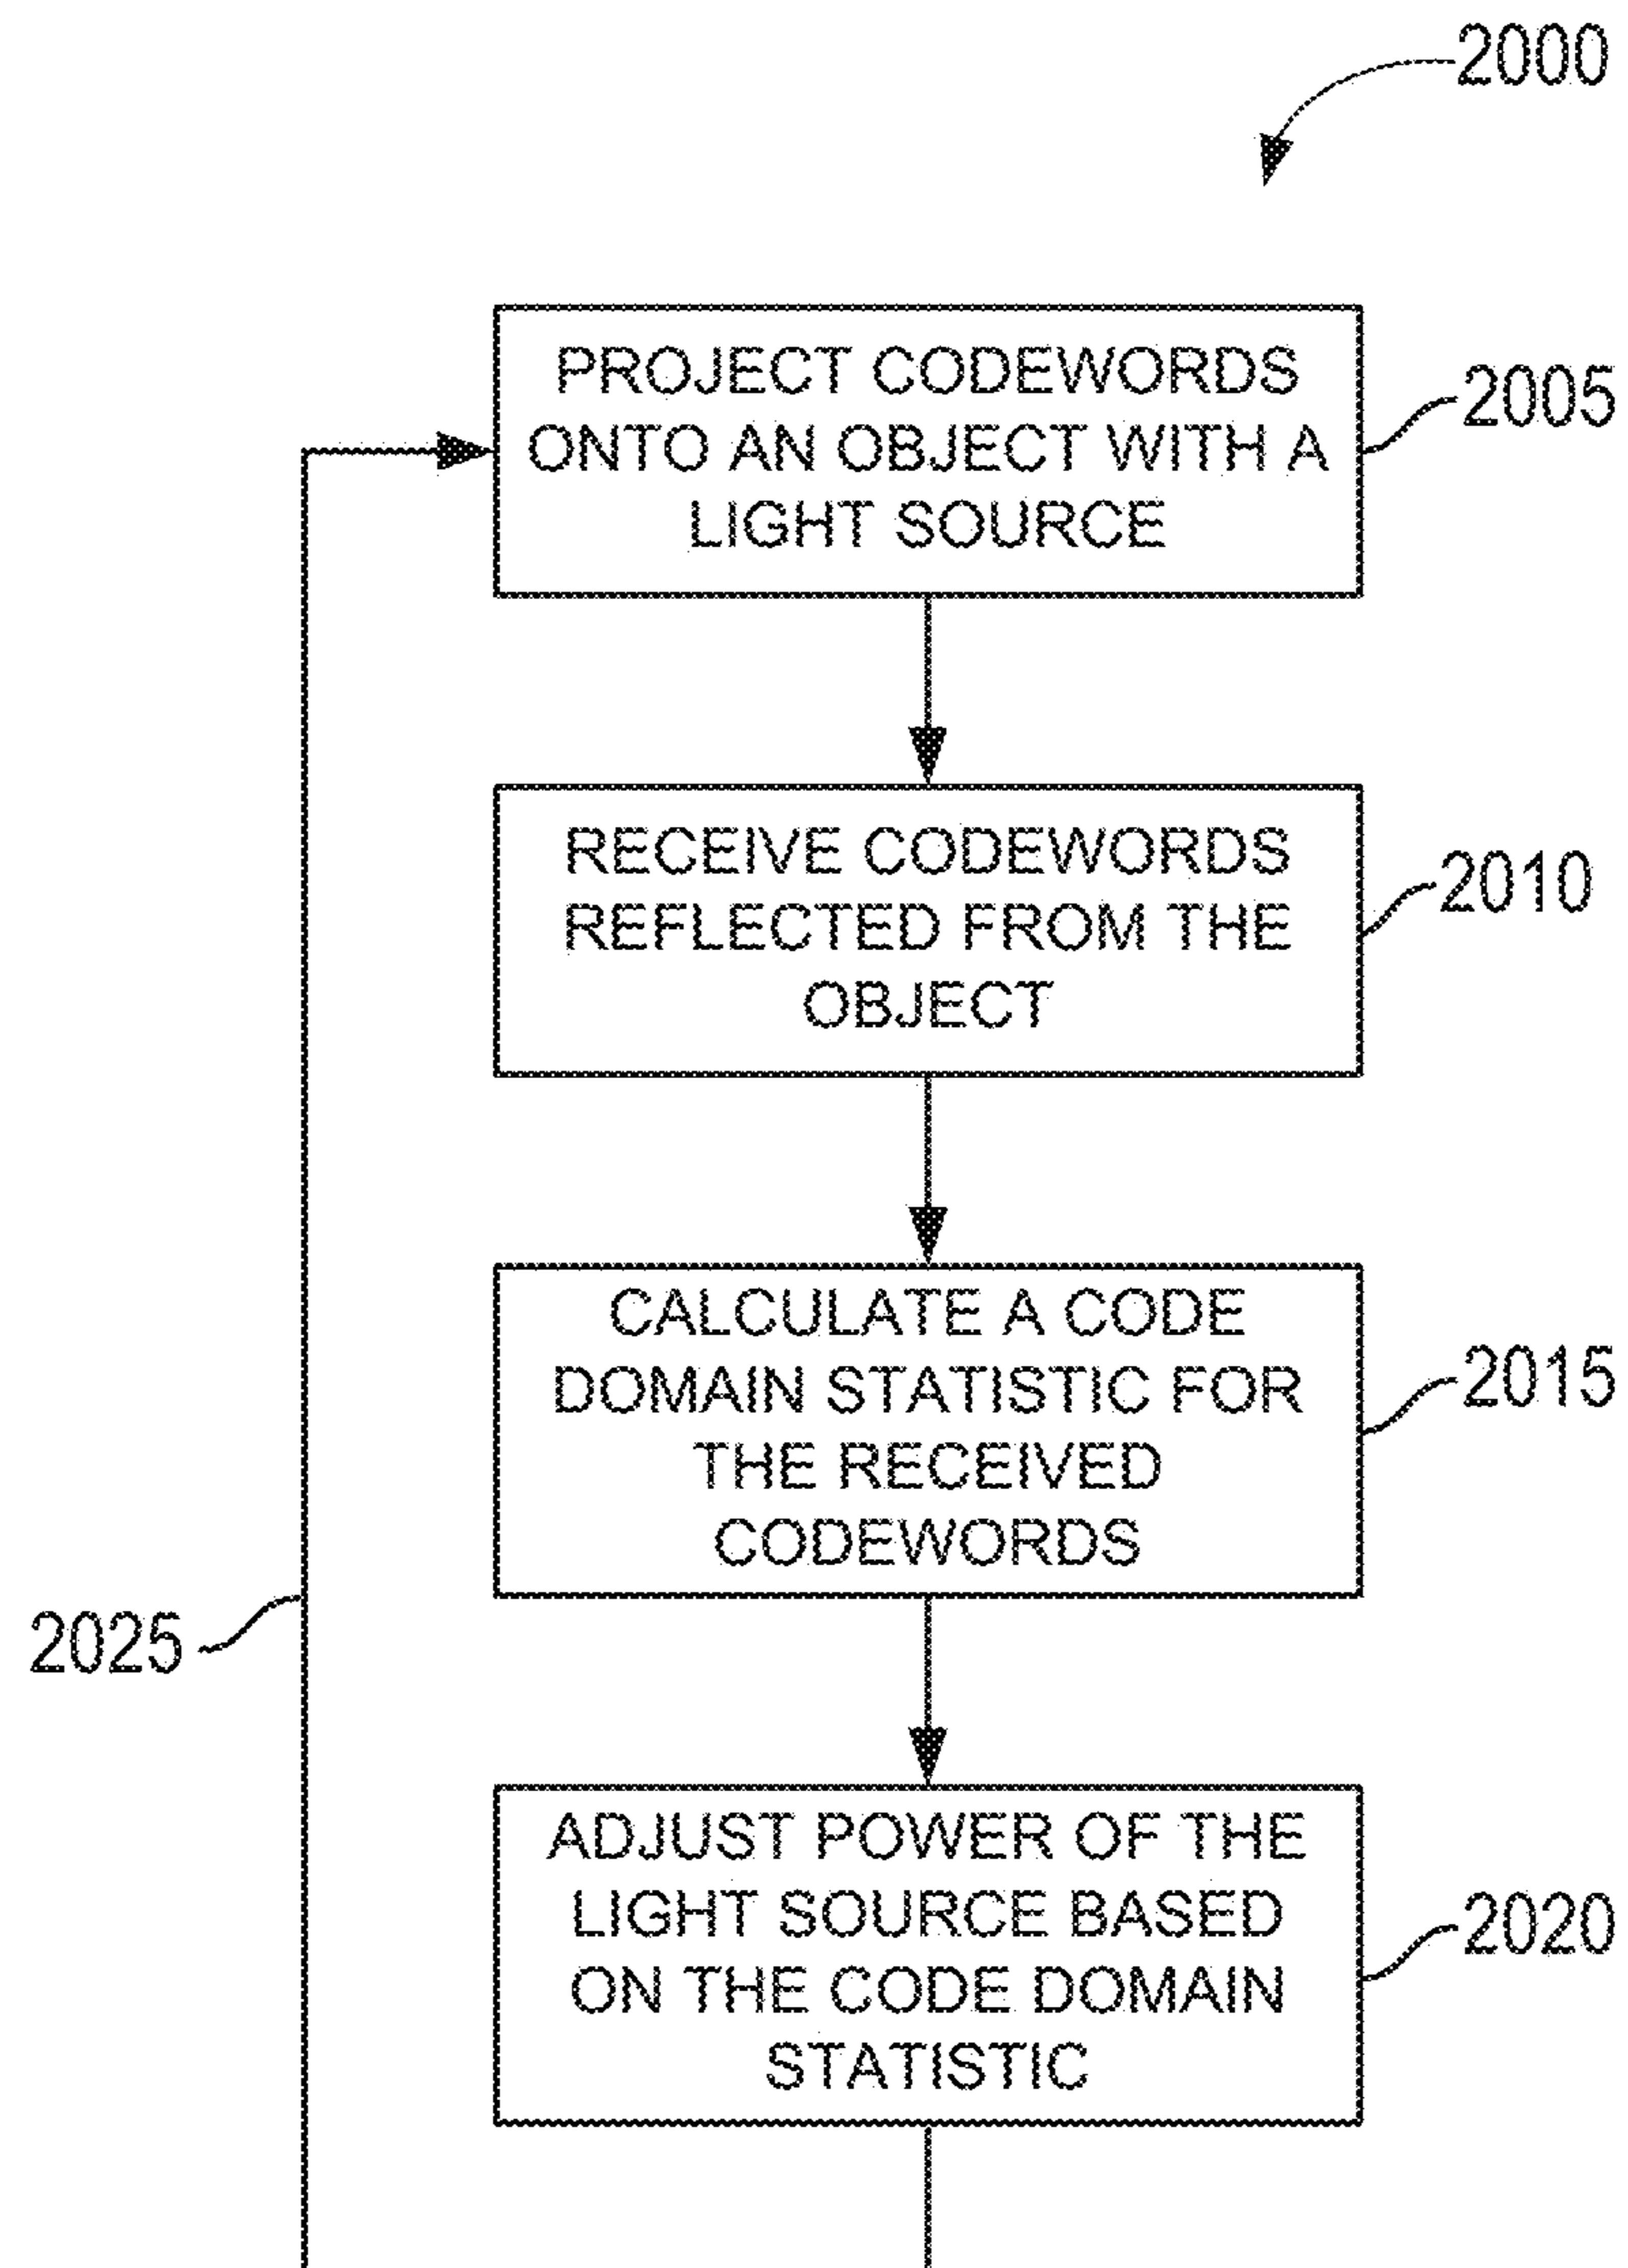 2000
PROJECT CODEWORDS
ONTO AN OBJECT WITH A
LIGHT SOURCE
2005
RECEIVE CODEWORDS
REFLECTED FROM THE
OBJECT
2010
CALCULATE A CODE
DOMAIN STATISTIC FOR
THE RECEIVED
CODEWORDS
2015
2025
ADJUST POWER OF THE
LIGHT SOURCE BASED
ON THE CODE DOMAIN
STATISTIC
2020